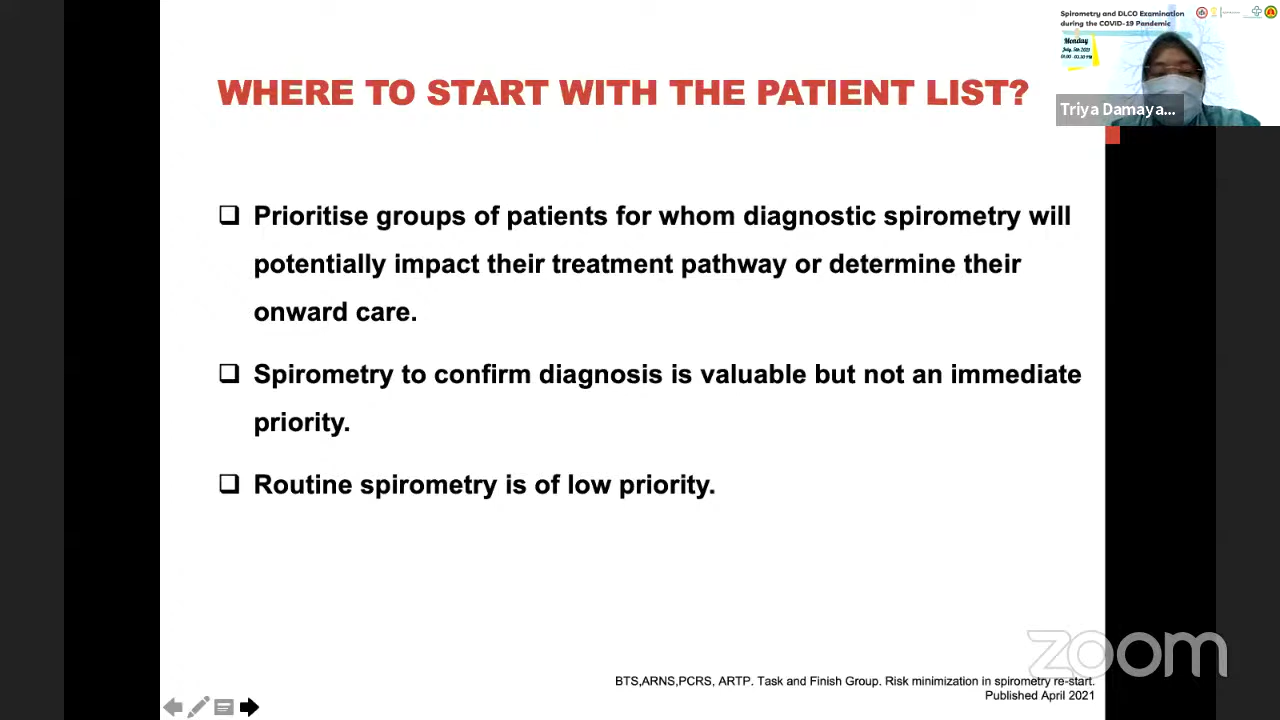 WHERE TO START WITH THE PATIENT LIST?
Prioritise groups of patients for whom diagnostic spirometry will
potentially impact their treatment pathway or determine their
onward care.
Spirometry to confirm diagnosis is valuable but not an immediate
priority.
Routine spirometry is of low priority.
BTS,ARNS,PCRS, ARTP. Task and Finish Group. Risk minimization in spirometry re-start.
Published April 2021
Spirometry and DLCO Examination
during the COVID-19 Pandemic
Monday
Triya Damaya...
zoom